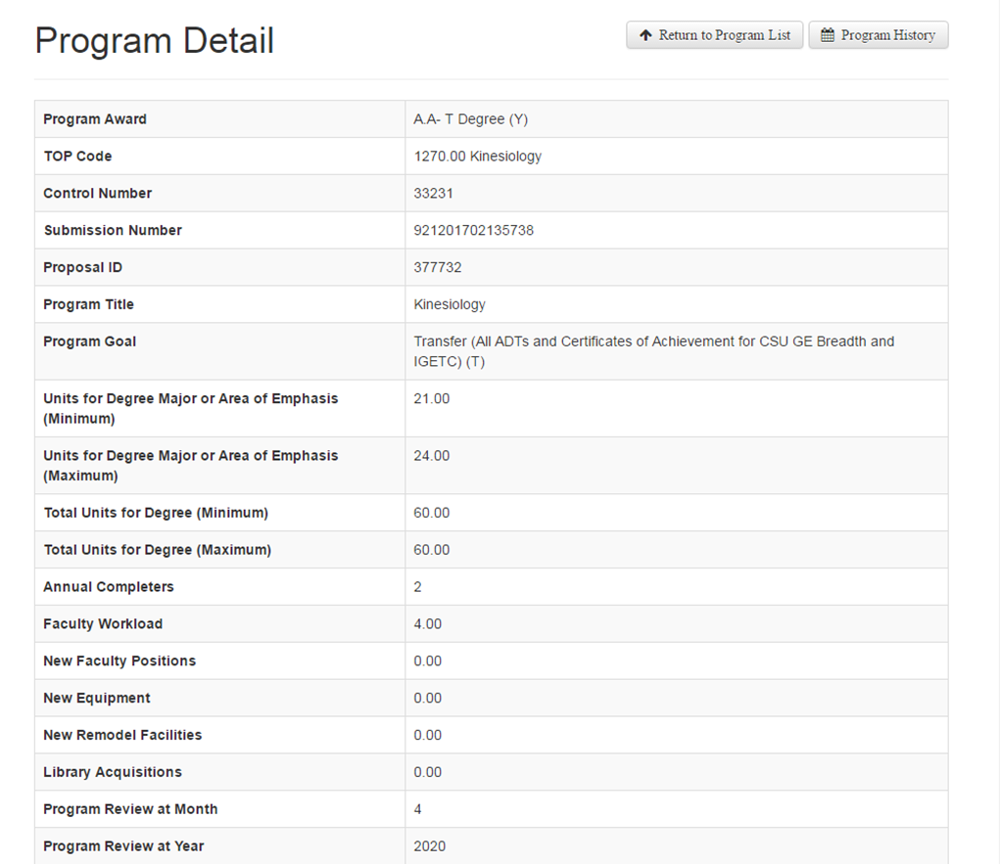 Program Detail
Return to Program List
Program History
Program Award A.A- T Degree (Y)
TOP Code 1270.00 Kinesiology
Control Number 33231
Submission Number 921201702135738
Proposal ID 377732
Program Title Kinesiology
Program Goal Transfer (All ADTs and Certificates of Achievement for CSU GE Breadth and
IGETC) (T)
Units for Degree Major or Area of Emphasis 21.00
(Minimum)
Units for Degree Major or Area of Emphasis 24.00
(Maximum)
Total Units for Degree (Minimum) 60.00
Total Units for Degree (Maximum) 60.00
Annual Completers 2
Faculty Workload 4.00
New Faculty Positions 0.00
New Equipment 0.00
New Remodel Facilities 0.00
Library Acquisitions 0.00
Program Review at Month 4
Program Review at Year 2020